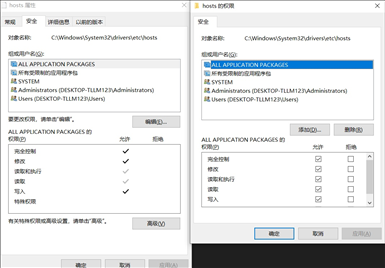 hosts 属性
常规 安全 详细信息 以前的版本
对象名称: C:\Windows\System32\drivers\etc\hosts
组或用户名(G):
ALL APPLICATION PACKAGES
所有受限制的应用程序包
SYSTEM
Administrators (DESKTOP-TLLM123\Administrators)
Users (DESKTOP-TLLM123\Users)
要更改权限，请单击"编辑"。
编辑(E)...
ALL APPLICATION PACKAGES 的
权限(P) 允许 拒绝
完全控制
修改
读取和执行
读取
写入
特殊权限
有关特殊权限或高级设置，请单击"高级"。
高级(V)
确定 取消 应用(A)
hosts 的权限
安全
对象名称: C:\Windows\System32\drivers\etc\hosts
组或用户名(G):
ALL APPLICATION PACKAGES
所有受限制的应用程序包
SYSTEM
Administrators (DESKTOP-TLLM123\Administrators)
Users (DESKTOP-TLLM123\Users)
添加(D)... 删除(R)
ALL APPLICATION PACKAGES 的
权限(P) 允许 拒绝
完全控制
修改
读取和执行
读取
写入
确定 取消 应用(A)